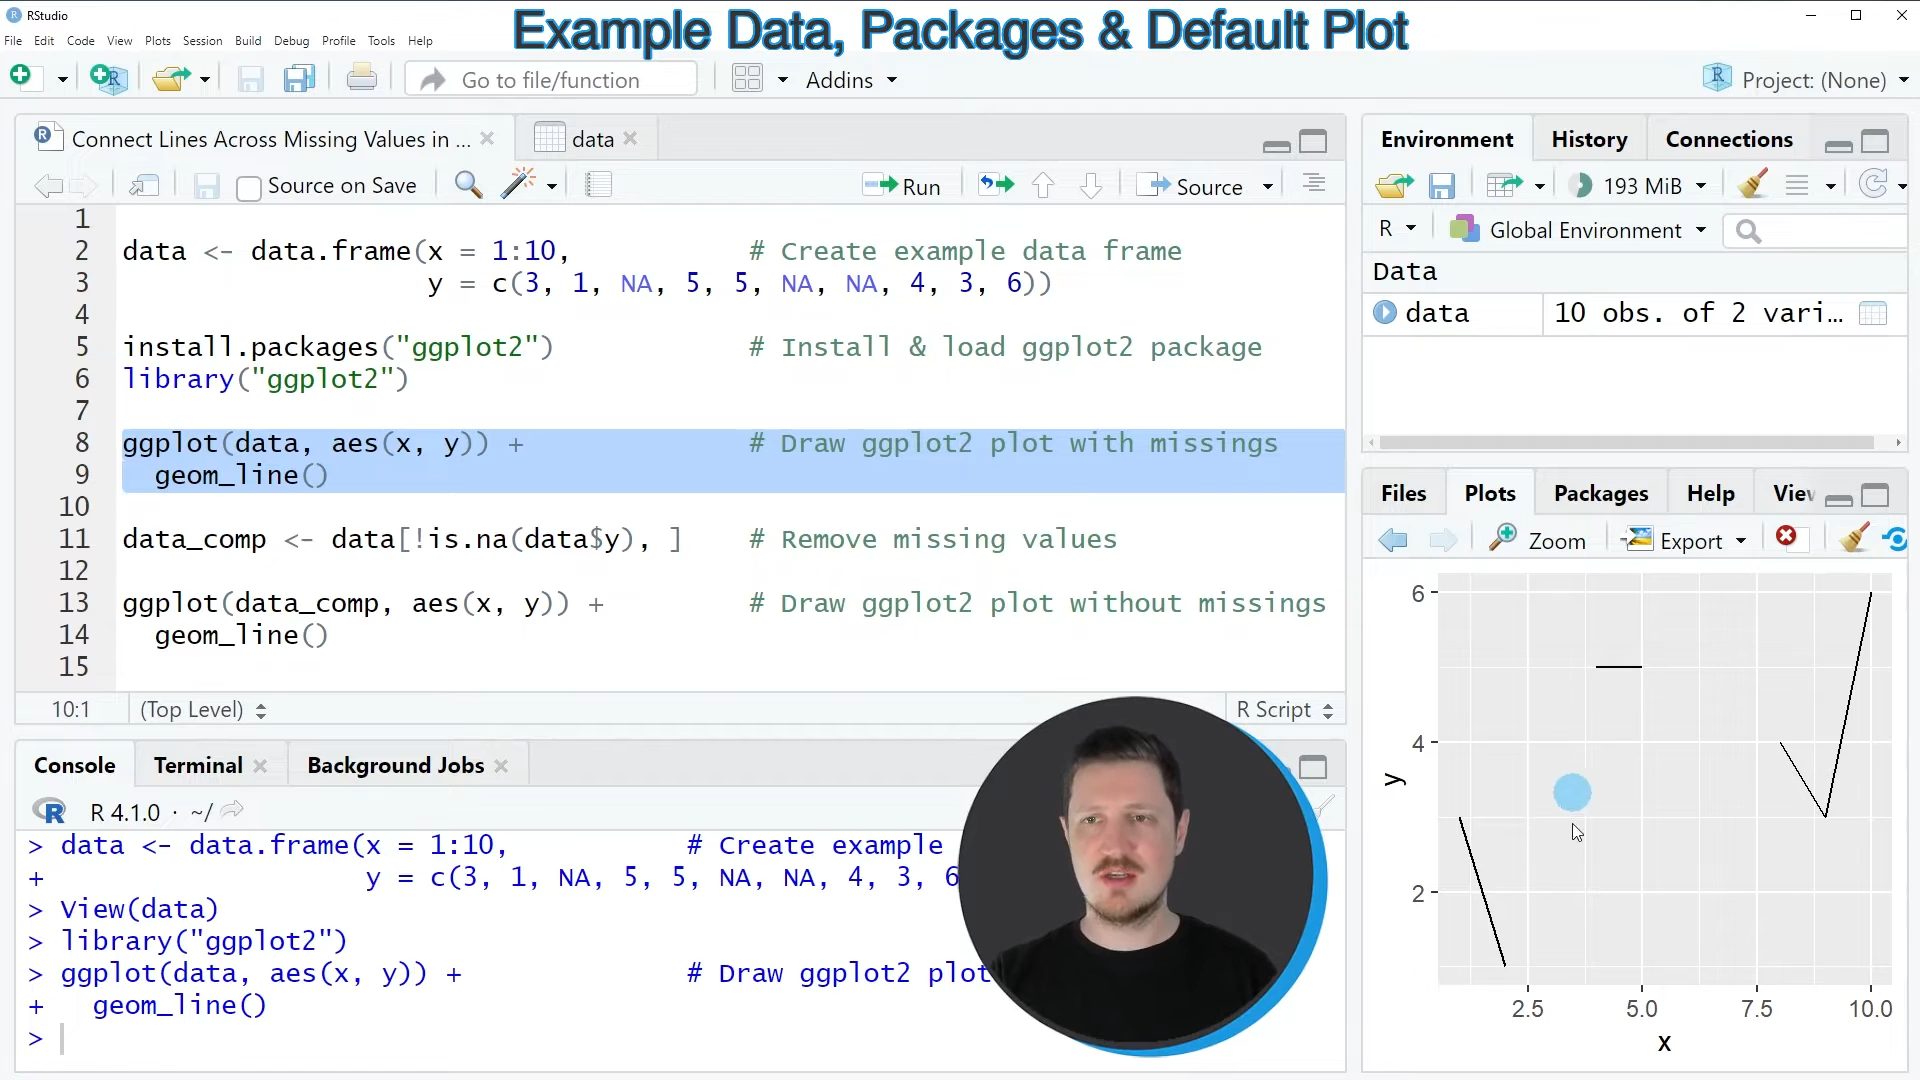 RStudio
Example Data, Packages & Default Plot
File Edit Code View Plots Session Build Debug Profile Tools Help
Go to file/function
Addins
Project: (None)
Connect Lines Across Missing Values in ...
data
Source on Save
Run
Source
1
2 data <- data.frame(x = 1:10, # Create example data frame
3 y = c(3, 1, NA, 5, 5, NA, NA, 4, 3, 6))
4
5 install.packages("ggplot2") # Install & load ggplot2 package
6 library("ggplot2")
7
8 ggplot(data, aes(x, y)) + # Draw ggplot2 plot with missings
9 geom_line()
10
11 data_comp <- data[!is.na(data$y), ] # Remove missing values
12
13 ggplot(data_comp, aes(x, y)) + # Draw ggplot2 plot without missings
14 geom_line()
15
10:1 (Top Level) R Script
Console Terminal Background Jobs
R 4.1.0 · ~/
> data <- data.frame(x = 1:10, # Create example
+ y = c(3, 1, NA, 5, 5, NA, NA, 4, 3, 6
> View(data)
> library("ggplot2")
> ggplot(data, aes(x, y)) + # Draw ggplot2 plot
+ geom_line()
>
Environment History Connections
193 MiB
R Global Environment
Data
data 10 obs. of 2 vari...
Files Plots Packages Help View
Zoom Export
6
4
2
y
2.5 5.0 7.5 10.0
x